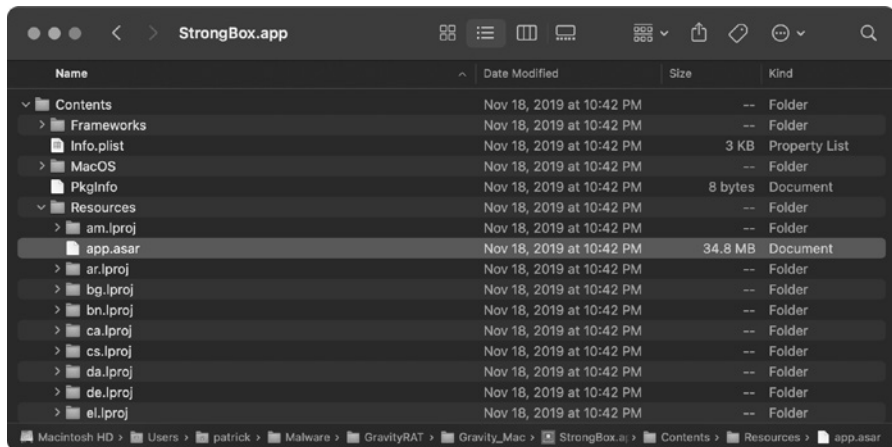 StrongBox.app
Name Date Modified Size Kind
Contents Nov 18, 2019 at 10:42 PM -- Folder
Frameworks Nov 18, 2019 at 10:42 PM -- Folder
Info.plist Nov 18, 2019 at 10:42 PM 3 KB Property List
MacOS Nov 18, 2019 at 10:42 PM -- Folder
PkgInfo Nov 18, 2019 at 10:42 PM 8 bytes Document
Resources Nov 18, 2019 at 10:42 PM -- Folder
am.lproj Nov 18, 2019 at 10:42 PM -- Folder
app.asar Nov 18, 2019 at 10:42 PM 34.8 MB Document
ar.lproj Nov 18, 2019 at 10:42 PM -- Folder
bg.lproj Nov 18, 2019 at 10:42 PM -- Folder
bn.lproj Nov 18, 2019 at 10:42 PM -- Folder
ca.lproj Nov 18, 2019 at 10:42 PM -- Folder
cs.lproj Nov 18, 2019 at 10:42 PM -- Folder
da.lproj Nov 18, 2019 at 10:42 PM -- Folder
de.lproj Nov 18, 2019 at 10:42 PM -- Folder
el.lproj Nov 18, 2019 at 10:42 PM -- Folder
Macintosh HD › Users › patrick › Malware › GravityRAT › Gravity_Mac › StrongBox.a › Contents › Resources › app.asar